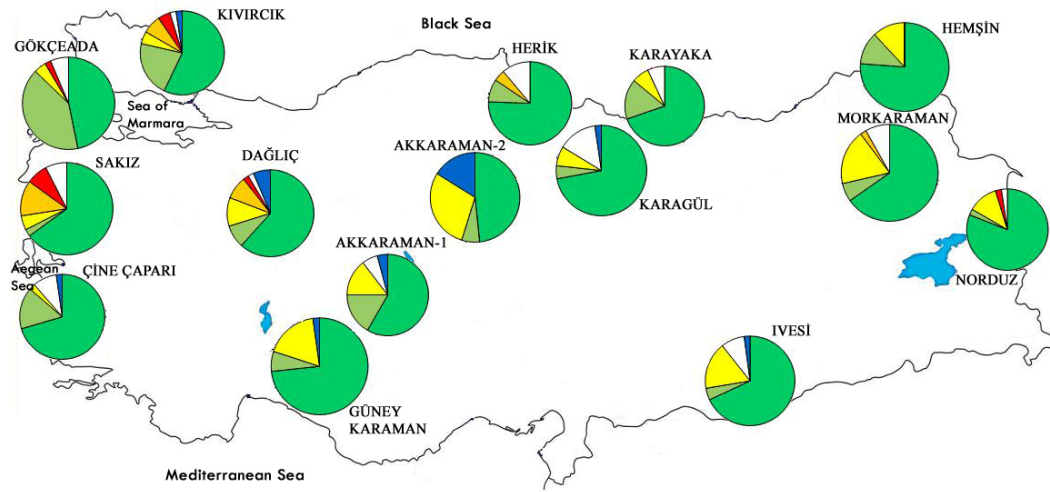 KIVIRCIK
Black Sea
HEMŞİN
GÖKÇEADA
HERİK
KARAYAKA
Sea of
Marmara
MORKARAMAN
SAKIZ
DAĞLIÇ
AKKARAMAN-2
KARAGÜL
AKKARAMAN-1
Aegean
Sea
ÇİNE ÇAPARI
NORDUZ
IVESİ
GÜNEY
KARAMAN
Mediterranean Sea